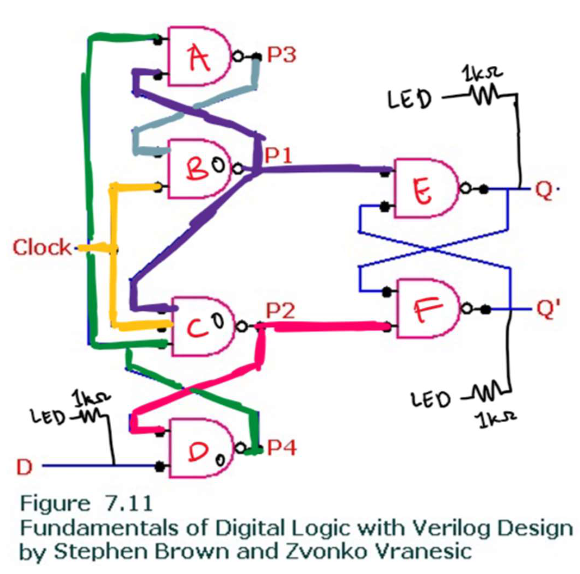 A
P3
1kΩ
LED
B
P1
E
Q
Clock
C
P2
F
Q'
1kΩ
LED
LED
1kΩ
D
P4
D
Figure 7.11
Fundamentals of Digital Logic with Verilog Design
by Stephen Brown and Zvonko Vranesic